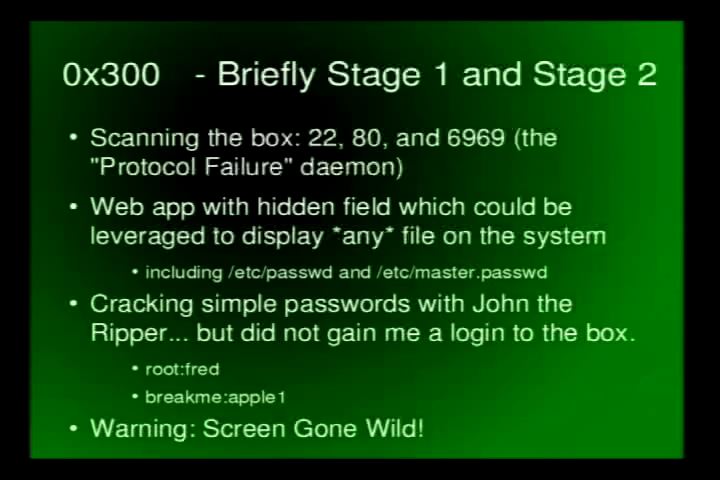 0x300 - Briefly Stage 1 and Stage 2
• Scanning the box: 22, 80, and 6969 (the
"Protocol Failure" daemon)
• Web app with hidden field which could be
leveraged to display *any* file on the system
• including /etc/passwd and /etc/master.passwd
• Cracking simple passwords with John the
Ripper... but did not gain me a login to the box.
• root:fred
• breakme:apple1
• Warning: Screen Gone Wild!